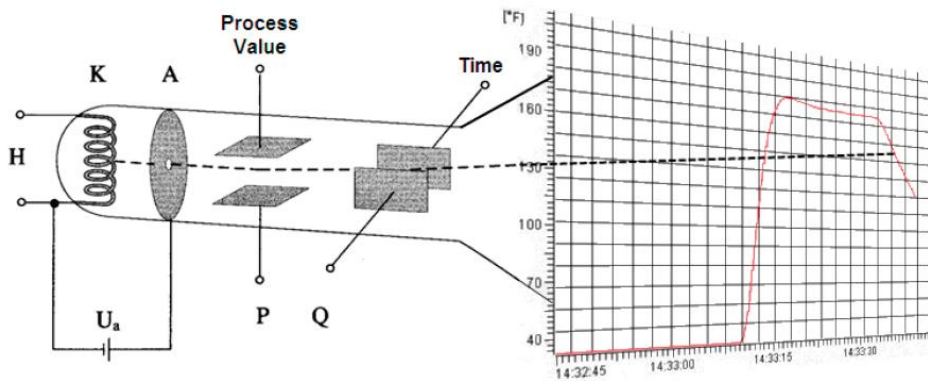 Process
Value
Time
K
A
H
P
Q
Uₐ
[°F]
190
160
130
100
70
40
14:32:45
14:33:00
14:33:15
14:33:30